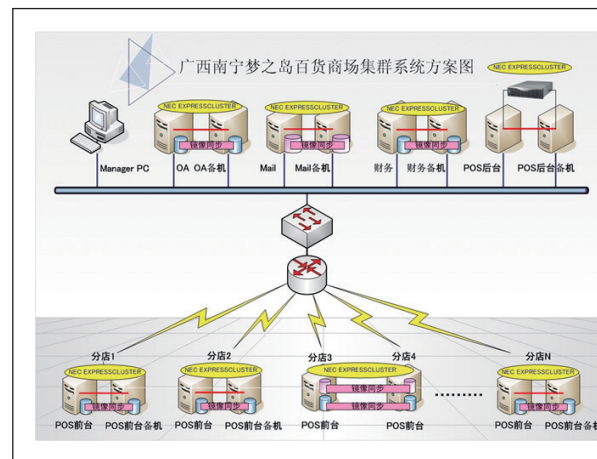 广西南宁梦之岛百货商场集群系统方案图
NEC EXPRESSCLUSTER
NEC EXPRESSCLUSTER
NEC EXPRESSCLUSTER
NEC EXPRESSCLUSTER
镜像同步
镜像同步
镜像同步
Manager PC
OA OA备机
Mail Mail备机
财务 财务备机
POS后台 POS后台备机
分店1
分店2
分店3
分店4
分店N
NEC EXPRESSCLUSTER
NEC EXPRESSCLUSTER
NEC EXPRESSCLUSTER
NEC EXPRESSCLUSTER
镜像同步
镜像同步
镜像同步
镜像同步
镜像同步
POS前台 POS前台备机
POS前台 POS前台备机
POS前台
POS前台
POS前台 POS前台备机